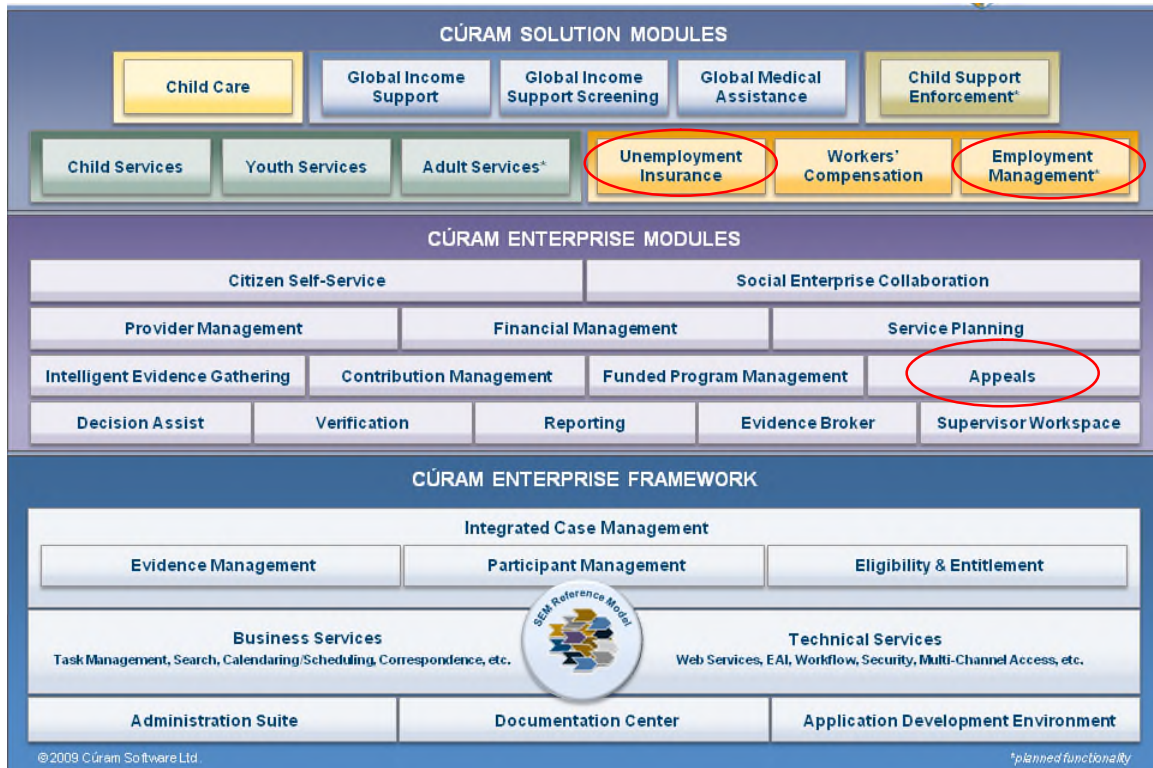 CÚRAM SOLUTION MODULES
Child Care
Global Income
Support
Global Income
Support Screening
Global Medical
Assistance
Child Support
Enforcement*
Child Services
Youth Services
Adult Services*
Unemployment
Insurance
Workers'
Compensation
Employment
Management*
CÚRAM ENTERPRISE MODULES
Citizen Self-Service
Social Enterprise Collaboration
Provider Management
Financial Management
Service Planning
Intelligent Evidence Gathering
Contribution Management
Funded Program Management
Appeals
Decision Assist
Verification
Reporting
Evidence Broker
Supervisor Workspace
CÚRAM ENTERPRISE FRAMEWORK
Integrated Case Management
Evidence Management
Participant Management
Eligibility & Entitlement
SEM Reference Model
Business Services
Task Management, Search, Calendaring/Scheduling, Correspondence, etc.
Technical Services
Web Services, EAI, Workflow, Security, Multi-Channel Access, etc.
Administration Suite
Documentation Center
Application Development Environment
©2009 Cúram Software Ltd.
*planned functionality